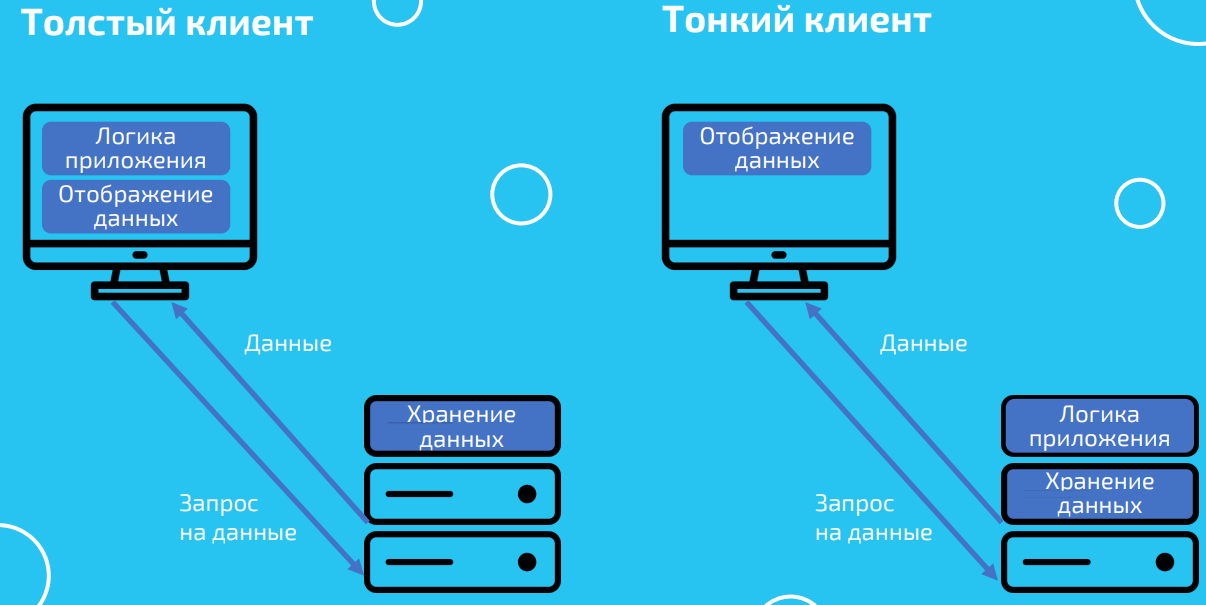 Толстый клиент
Логика
приложения
Отображение
данных
Данные
Хранение
данных
Запрос
на данные
Тонкий клиент
Отображение
данных
Данные
Логика
приложения
Хранение
данных
Запрос
на данные